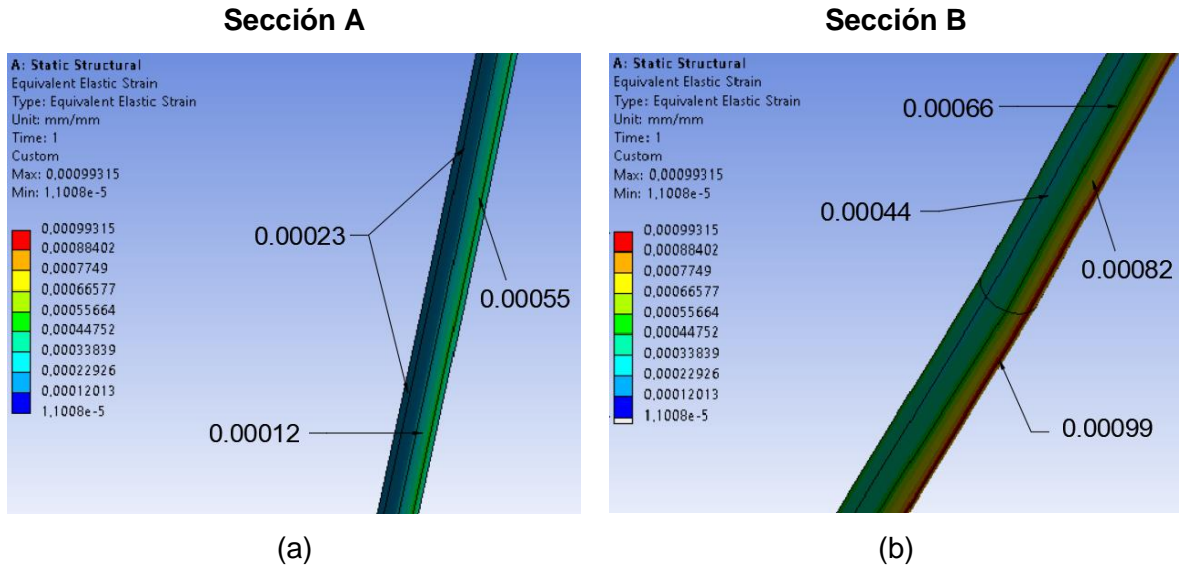 Sección A
A: Static Structural
Equivalent Elastic Strain
Type: Equivalent Elastic Strain
Unit: mm/mm
Time: 1
Custom
Max: 0,00099315
Min: 1,1008e-5
0,00099315
0,00088402
0,0007749
0,00066577
0,00055664
0,00044752
0,00033839
0,00022926
0,00012013
1,1008e-5
0.00023
0.00055
0.00012
(a)
Sección B
A: Static Structural
Equivalent Elastic Strain
Type: Equivalent Elastic Strain
Unit: mm/mm
Time: 1
Custom
Max: 0,00099315
Min: 1,1008e-5
0,00099315
0,00088402
0,0007749
0,00066577
0,00055664
0,00044752
0,00033839
0,00022926
0,00012013
1,1008e-5
0.00066
0.00044
0.00082
0.00099
(b)